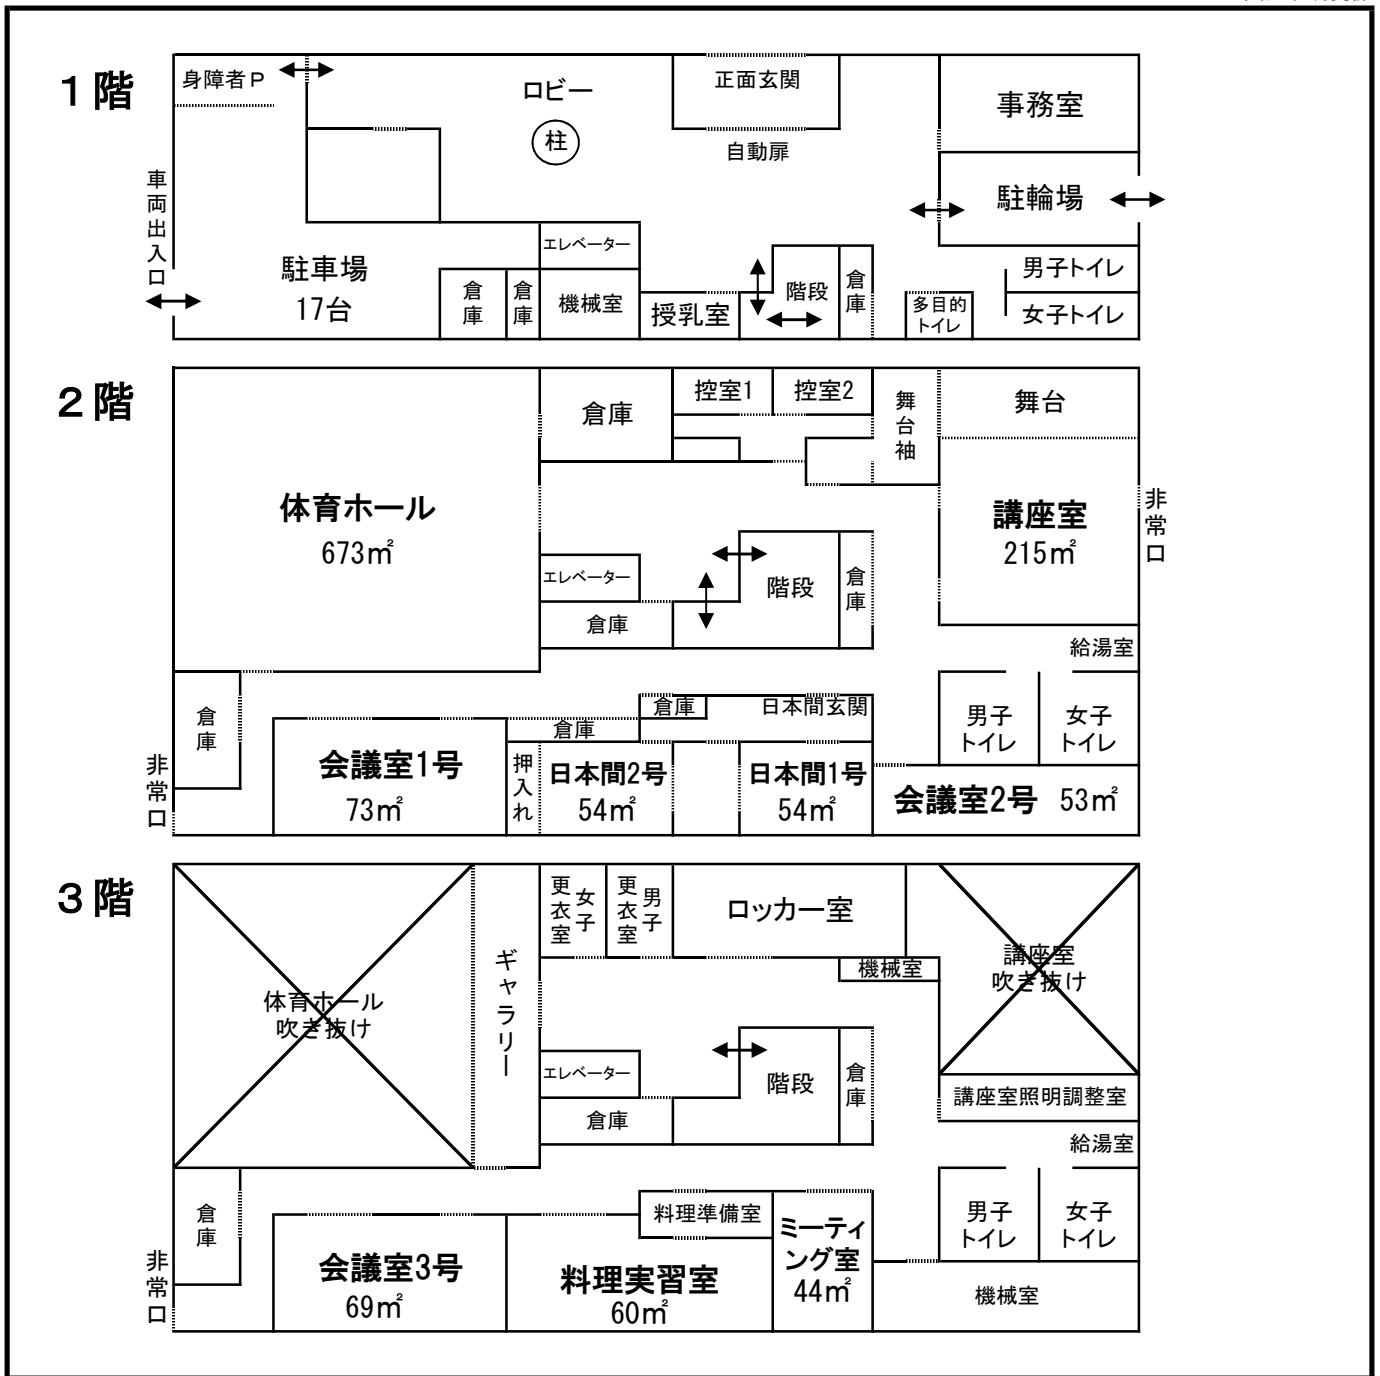 1階
身障者P
ロビー
柱
正面玄関
自動扉
事務室
駐輪場
車両出入口
駐車場
17台
倉庫
倉庫
エレベーター
機械室
授乳室
階段
倉庫
多目的
トイレ
男子トイレ
女子トイレ
2階
体育ホール
673㎡
倉庫
控室1
控室2
舞台袖
舞台
講座室
215㎡
非常口
エレベーター
倉庫
階段
倉庫
給湯室
倉庫
非常口
会議室1号
73㎡
倉庫
押入れ
倉庫
日本間玄関
日本間2号
54㎡
日本間1号
54㎡
男子
トイレ
女子
トイレ
会議室2号 53㎡
3階
体育ホール
吹き抜け
ギャラリー
女子
更衣室
男子
更衣室
ロッカー室
機械室
講座室
吹き抜け
エレベーター
倉庫
階段
倉庫
講座室照明調整室
給湯室
倉庫
非常口
会議室3号
69㎡
料理実習室
60㎡
料理準備室
ミーティ
ング室
44㎡
男子
トイレ
女子
トイレ
機械室